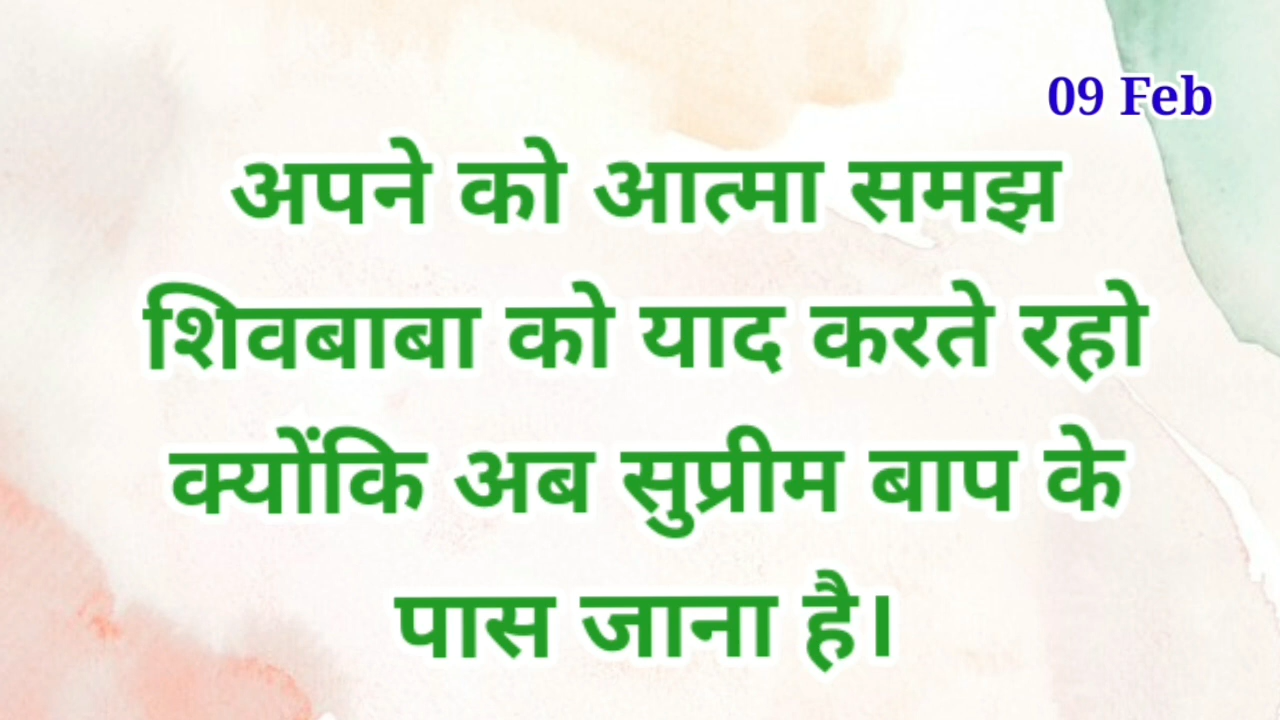 09 Feb
अपने को आत्मा समझ
शिवबाबा को याद करते रहो
क्योंकि अब सुप्रीम बाप के
पास जाना है।